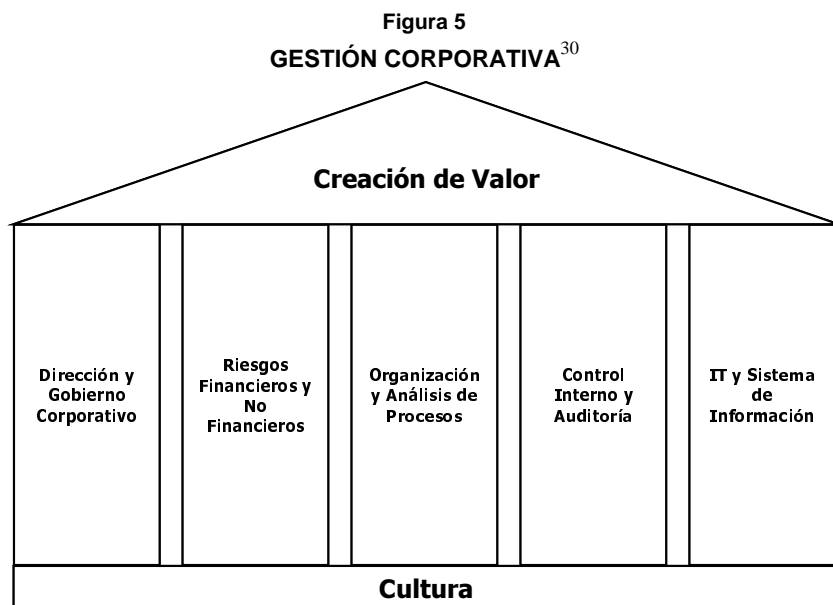 Figura 5
GESTIÓN CORPORATIVA30
Creación de Valor
Dirección y
Gobierno
Corporativo
Riesgos
Financieros y
No
Financieros
Organización
y Análisis de
Procesos
Control
Interno y
Auditoría
IT y Sistema
de
Información
Cultura